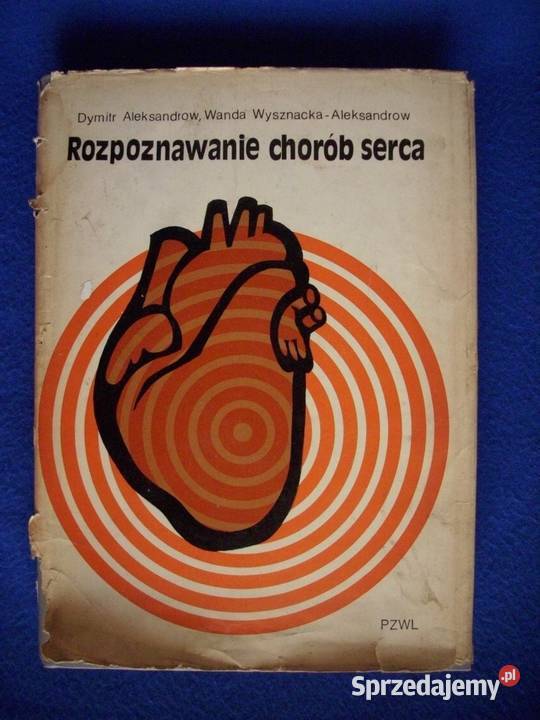 Dymitr Aleksandrow, Wanda Wysznacka-Aleksandrow
Rozpoznawanie chorób serca
PZWL
Sprzedajemy.pl